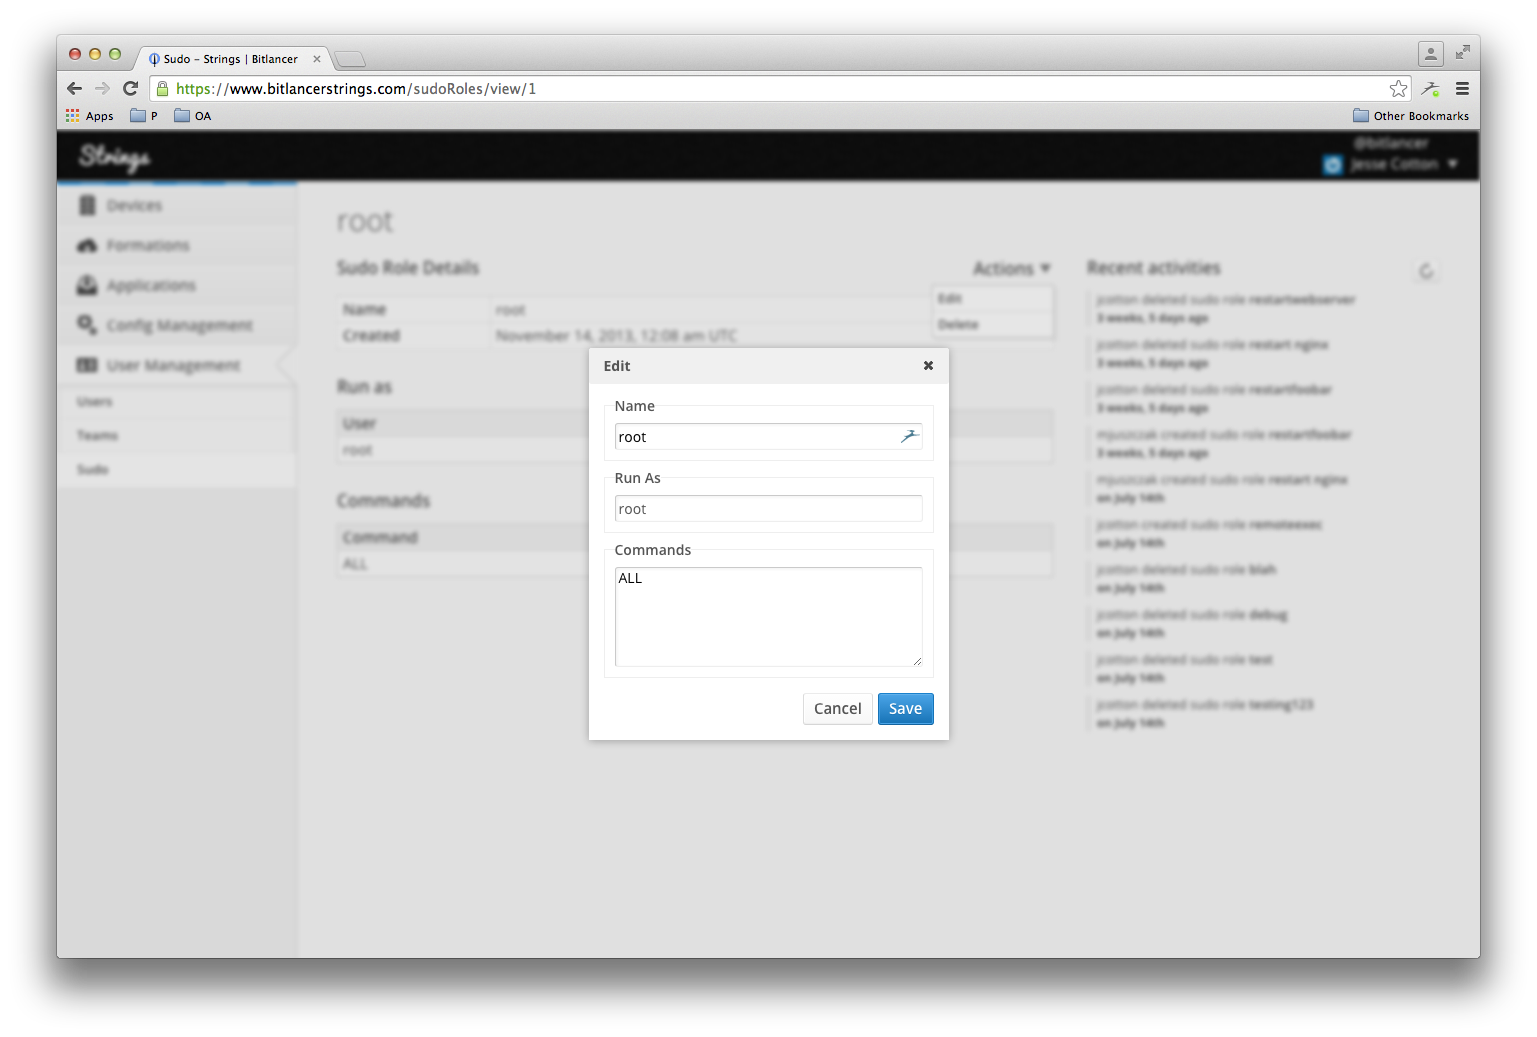 Sudo – Strings | Bitlancer
https://www.bitlancerstrings.com/sudoRoles/view/1
Apps P OA Other Bookmarks
Strings
@bitlancer
Jesse Cotton
Devices
Formations
Applications
Config Management
User Management
Users
Teams
Sudo
root
Sudo Role Details
Actions
Edit
Delete
Name root
Created November 14, 2013, 12:08 am UTC
Run as
User
root
Commands
Command
ALL
Edit
Name
root
Run As
root
Commands
ALL
Cancel Save
Recent activities
jcotton deleted sudo role restartwebserver
3 weeks, 5 days ago
jcotton deleted sudo role restart nginx
3 weeks, 5 days ago
jcotton deleted sudo role restartfoobar
3 weeks, 5 days ago
mjuszczak created sudo role restartfoobar
3 weeks, 5 days ago
mjuszczak created sudo role restart nginx
on July 14th
jcotton created sudo role remoteexec
on July 14th
jcotton deleted sudo role blah
on July 14th
jcotton deleted sudo role debug
on July 14th
jcotton deleted sudo role test
on July 14th
jcotton deleted sudo role testing123
on July 14th